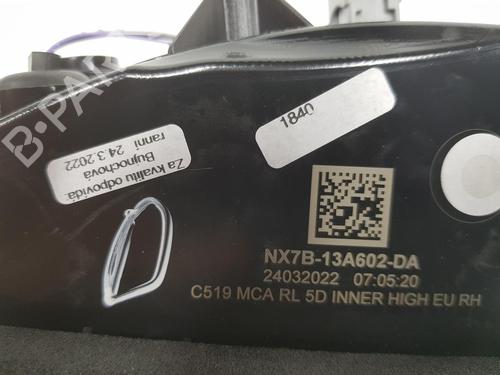 B-PARTS
1840
Za kvalitu odpovídá:
Bujnochová
ranní 24.3.2022
NX7B-13A602-DA
24032022 07:05:20
C519 MCA RL 5D INNER HIGH EU RH